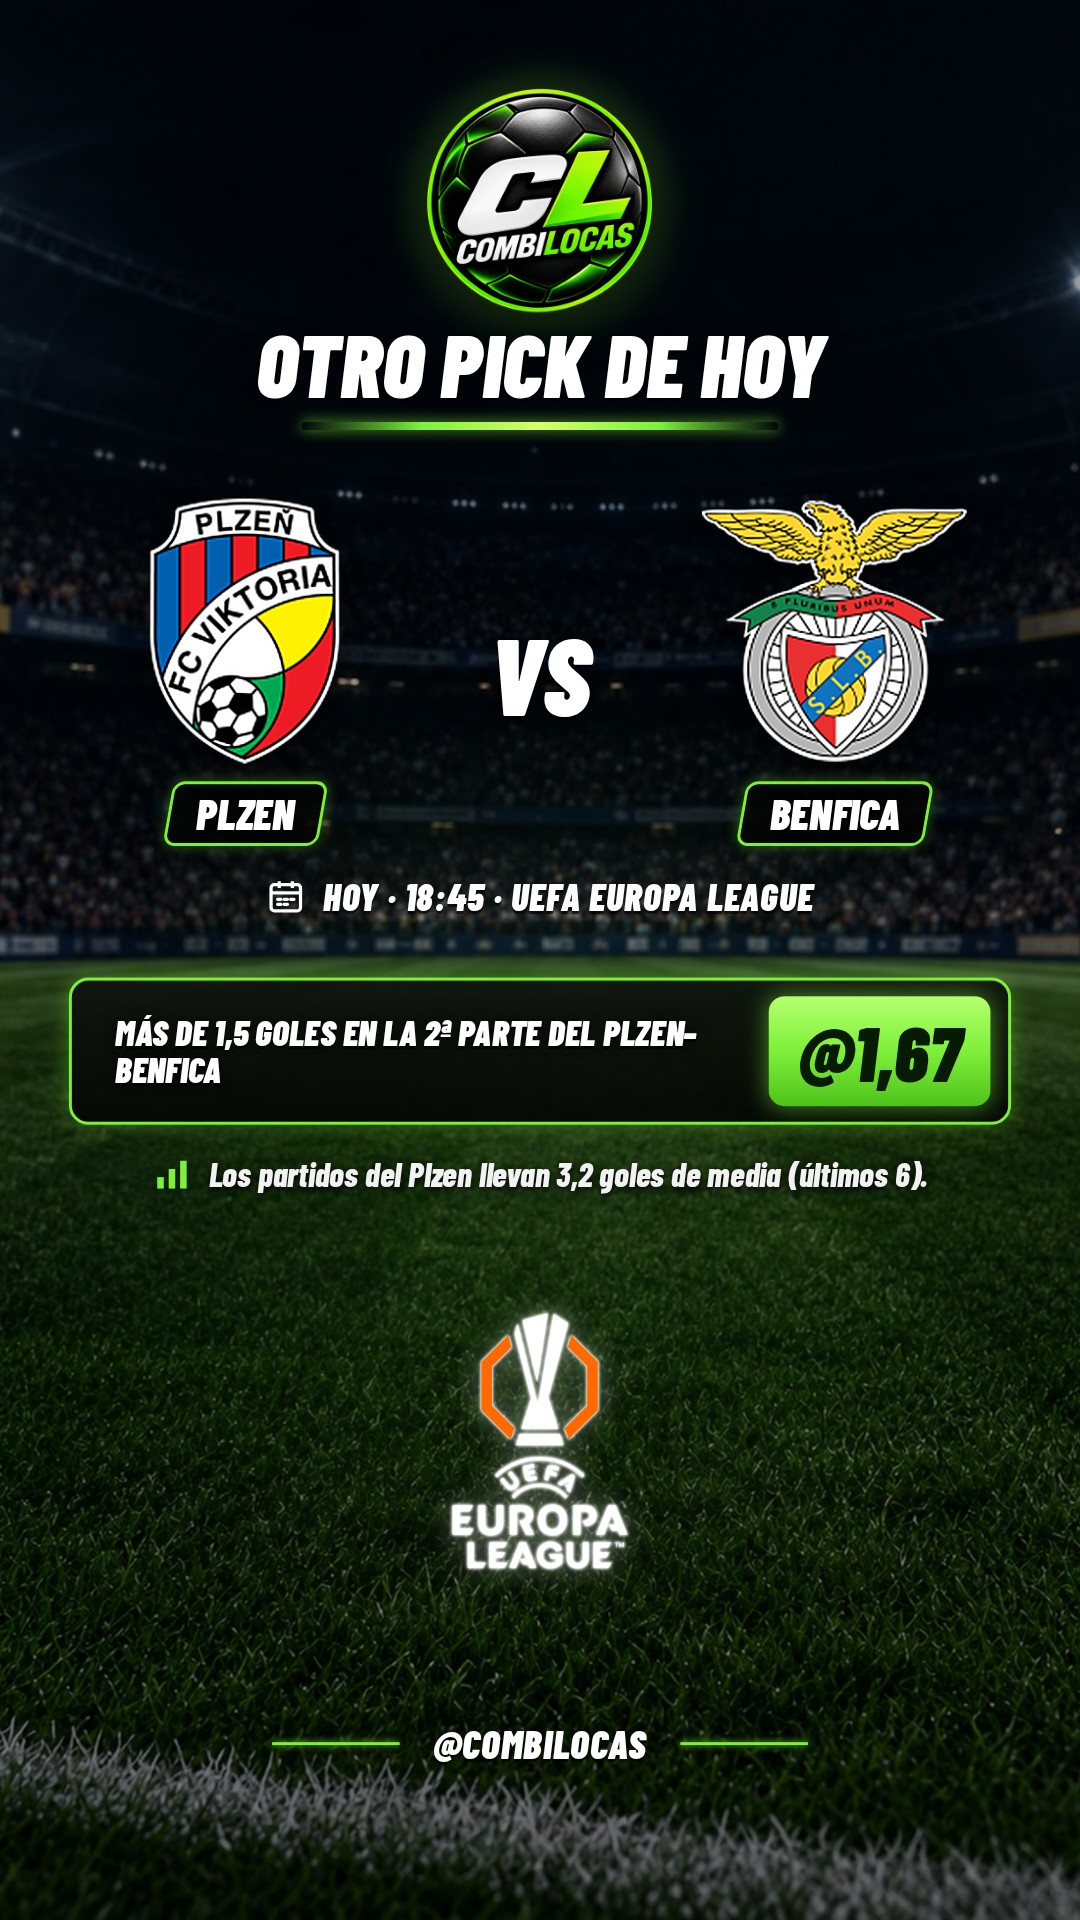 CL
COMBILOCAS
OTRO PICK DE HOY
PLZEŇ
FC VIKTORIA
VS
E PLURIBUS UNUM
S.L.B.
PLZEN
BENFICA
HOY · 18:45 · UEFA EUROPA LEAGUE
MÁS DE 1,5 GOLES EN LA 2ª PARTE DEL PLZEN-
BENFICA
@1,67
Los partidos del Plzen llevan 3,2 goles de media (últimos 6).
UEFA
EUROPA
LEAGUE™
@COMBILOCAS